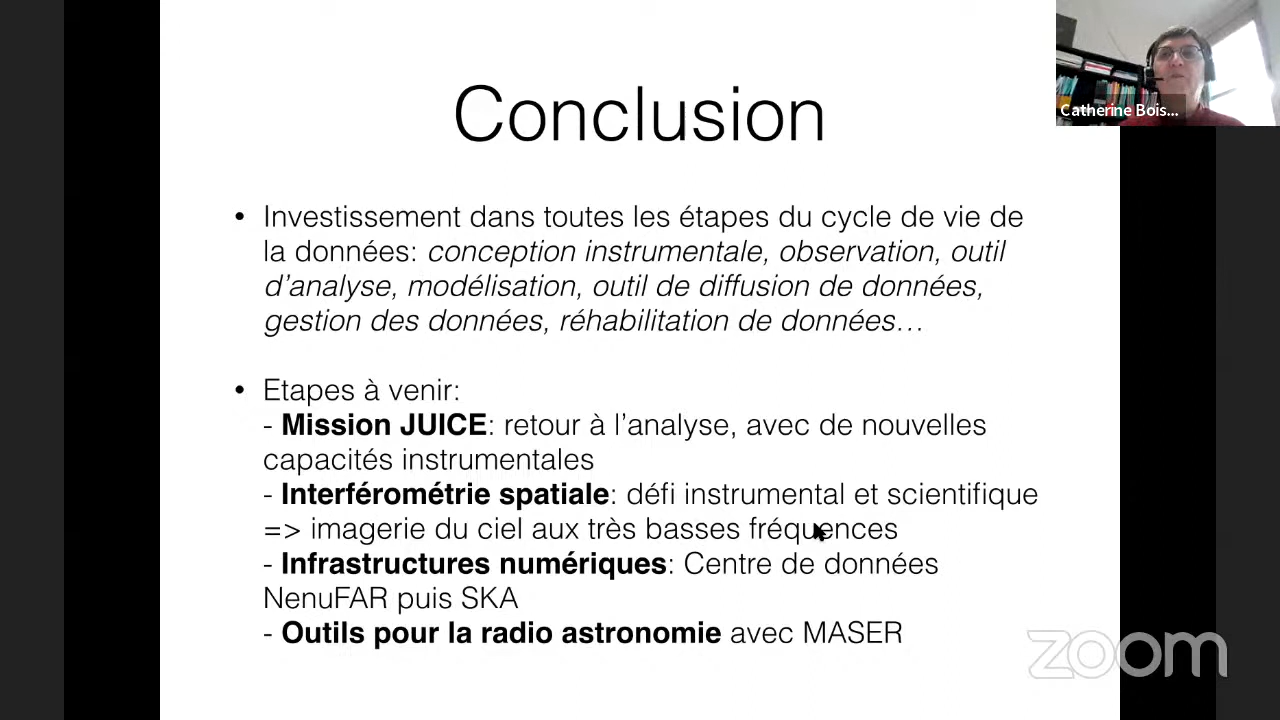 Conclusion
• Investissement dans toutes les étapes du cycle de vie de
la données: conception instrumentale, observation, outil
d’analyse, modélisation, outil de diffusion de données,
gestion des données, réhabilitation de données…
• Etapes à venir:
- Mission JUICE: retour à l’analyse, avec de nouvelles
capacités instrumentales
- Interférométrie spatiale: défi instrumental et scientifique
=> imagerie du ciel aux très basses fréquences
- Infrastructures numériques: Centre de données
NenuFAR puis SKA
- Outils pour la radio astronomie avec MASER
Catherine Bois...
zoom